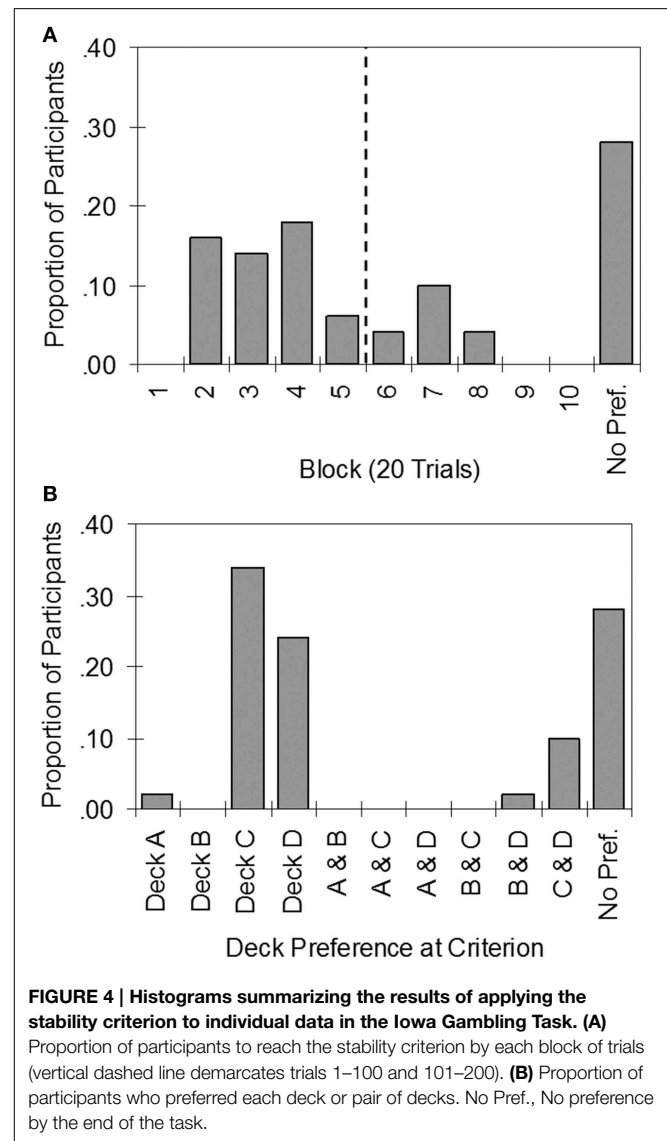 A
.40
.30
.20
.10
.00
Proportion of Participants
1
2
3
4
5
6
7
8
9
10
No Pref.
Block (20 Trials)
B
.40
.30
.20
.10
.00
Proportion of Participants
Deck A
Deck B
Deck C
Deck D
A & B
A & C
A & D
B & C
B & D
C & D
No Pref.
Deck Preference at Criterion
FIGURE 4 | Histograms summarizing the results of applying the
stability criterion to individual data in the Iowa Gambling Task. (A)
Proportion of participants to reach the stability criterion by each block of trials
(vertical dashed line demarcates trials 1–100 and 101–200). (B) Proportion of
participants who preferred each deck or pair of decks. No Pref., No preference
by the end of the task.